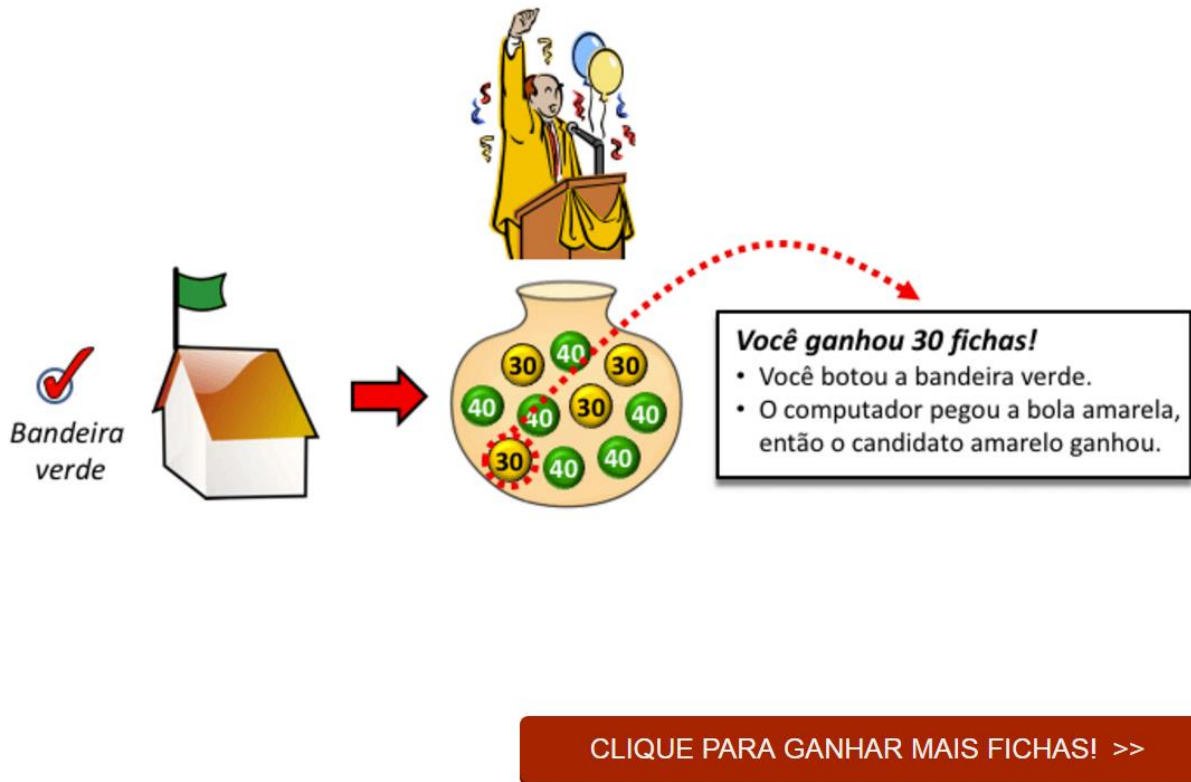 Bandeira
verde
30
40
30
40
40
30
40
30
40
40
Você ganhou 30 fichas!
• Você botou a bandeira verde.
• O computador pegou a bola amarela,
então o candidato amarelo ganhou.
CLIQUE PARA GANHAR MAIS FICHAS! >>